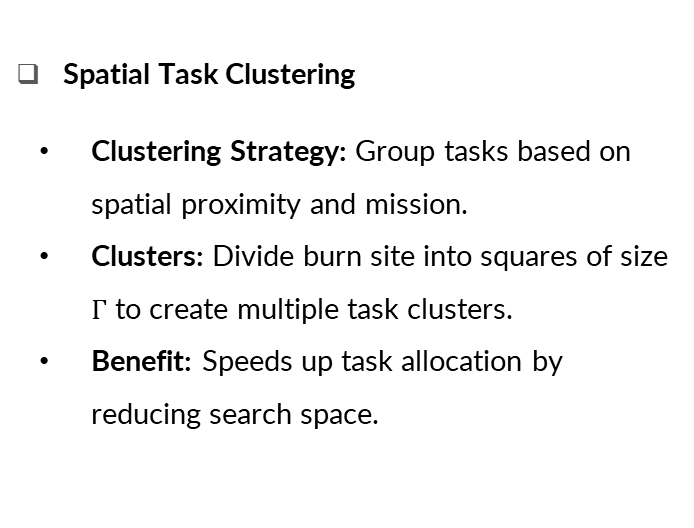 ❑ Spatial Task Clustering
• Clustering Strategy: Group tasks based on
spatial proximity and mission.
• Clusters: Divide burn site into squares of size
Γ to create multiple task clusters.
• Benefit: Speeds up task allocation by
reducing search space.